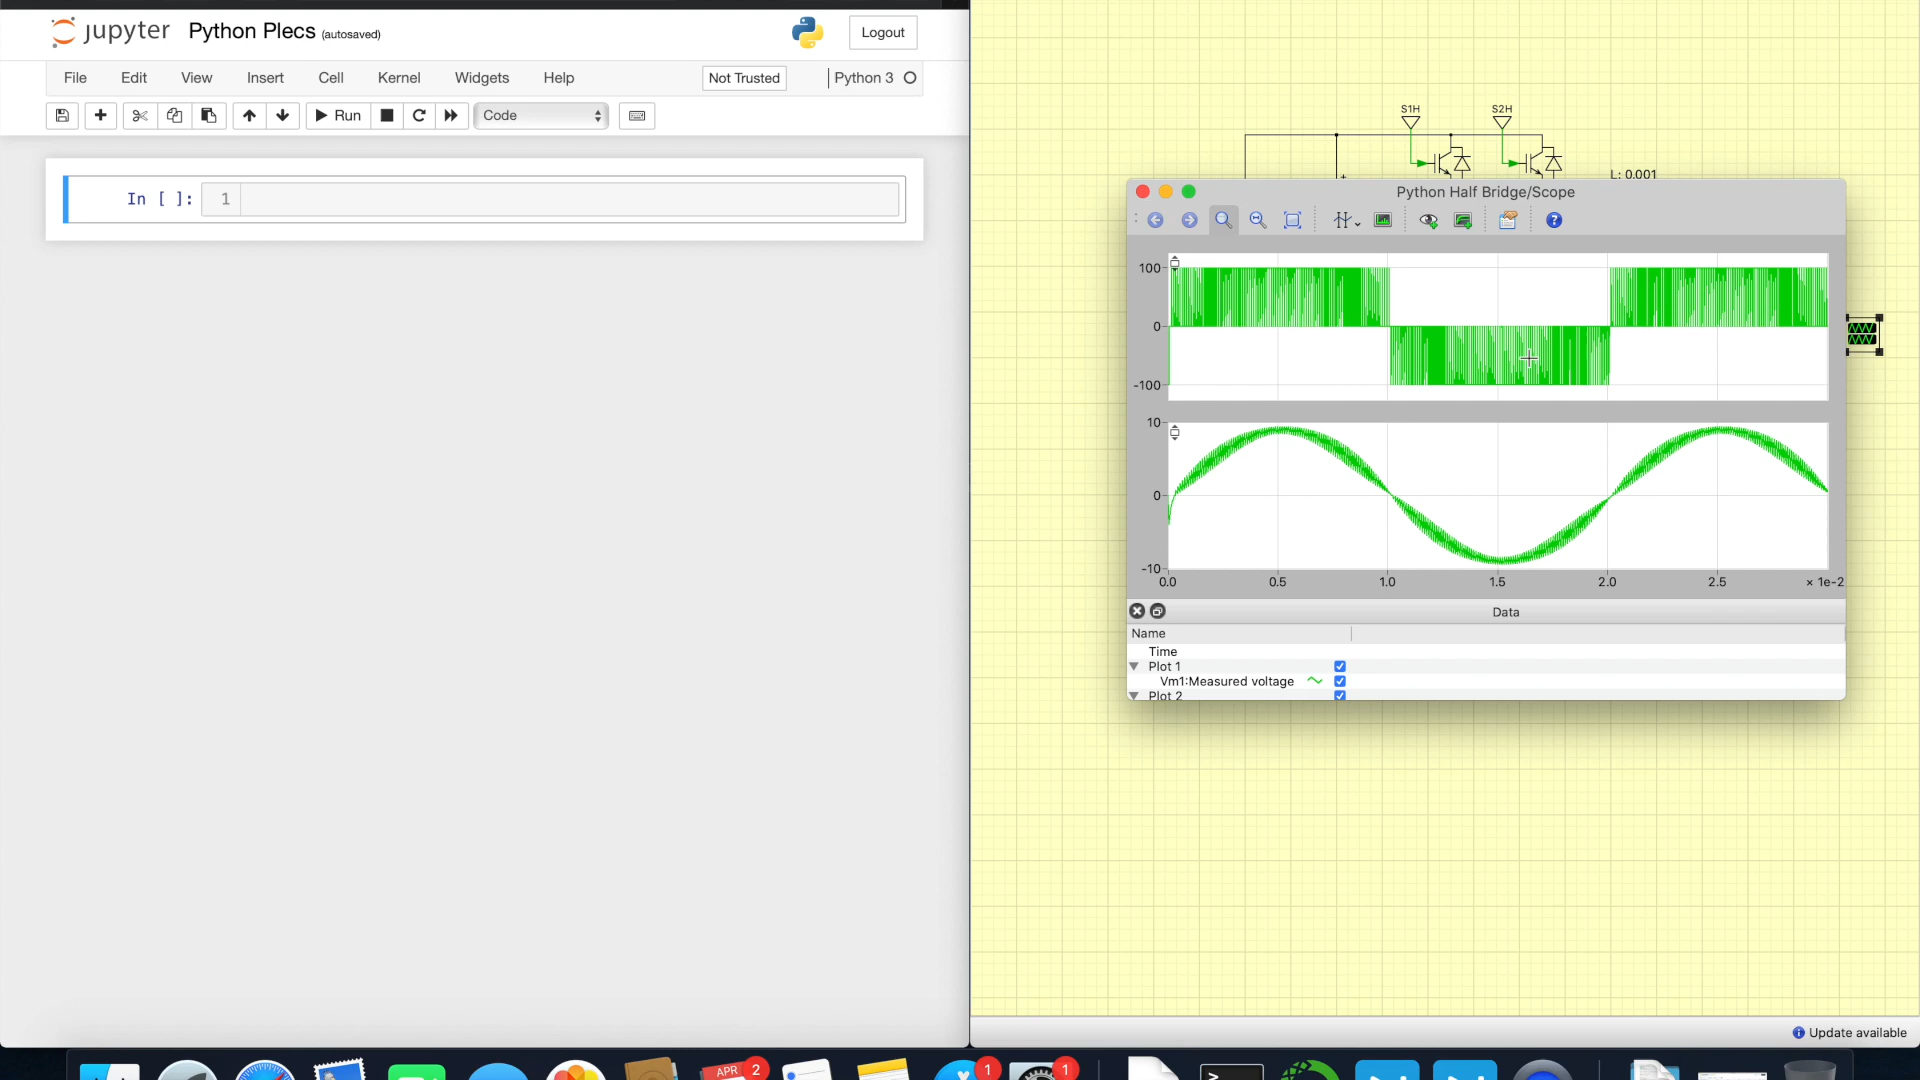 jupyter Python Plecs (autosaved)
Logout
File Edit View Insert Cell Kernel Widgets Help
Not Trusted
Python 3
Run
Code
In [ ]: 1
S1H
S2H
L: 0.001
Python Half Bridge/Scope
100
0
-100
10
0
-10
0.0 0.5 1.0 1.5 2.0 2.5 × 1e-2
Data
Name
Time
Plot 1
Vm1:Measured voltage
Plot 2
Update available
APR
2
1
1